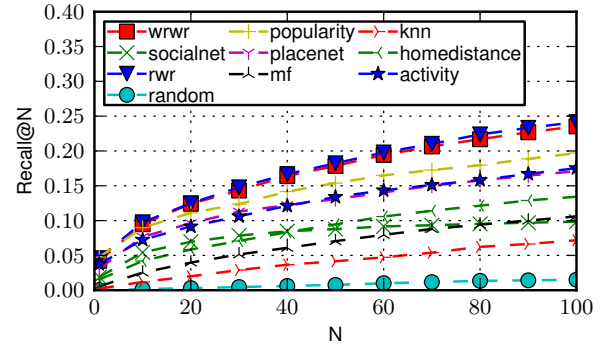 0.40
0.35
0.30
0.25
0.20
0.15
0.10
0.05
0.00
Recall@N
wrwr popularity knn
socialnet placenet homedistance
rwr mf activity
random
0 20 40 60 80 100
N